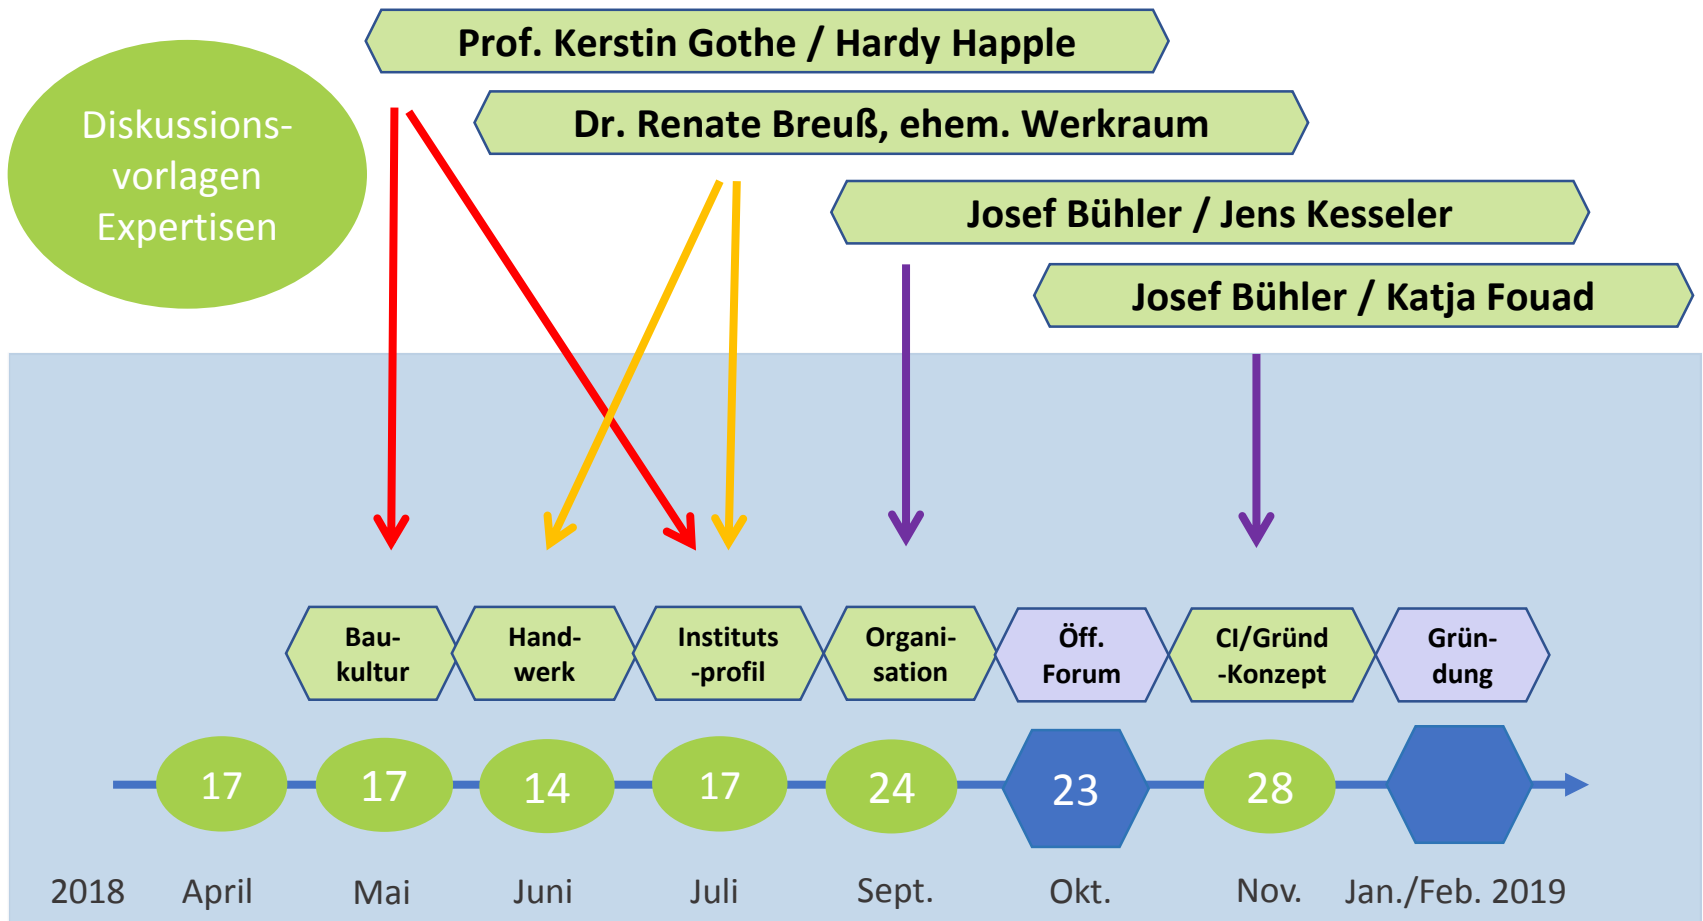 Prof. Kerstin Gothe / Hardy Happle
Diskussions-
vorlagen
Expertisen
Dr. Renate Breuß, ehem. Werkraum
Josef Bühler / Jens Kesseler
Josef Bühler / Katja Fouad
Bau-
kultur
Hand-
werk
Instituts
-profil
Organi-
sation
Öff.
Forum
CI/Gründ
-Konzept
Grün-
dung
17
17
14
17
24
23
28
2018
April
Mai
Juni
Juli
Sept.
Okt.
Nov.
Jan./Feb. 2019